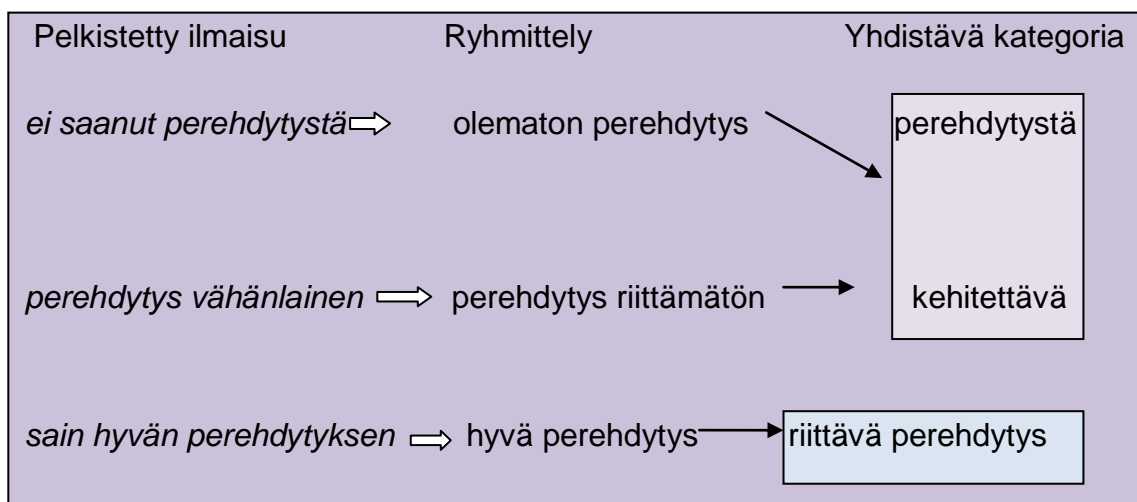 Pelkistetty ilmaisu Ryhmittely Yhdistävä kategoria
ei saanut perehdytystä olematon perehdytys perehdytystä
perehdytys vähänlainen perehdytys riittämätön kehitettävä
sain hyvän perehdytyksen hyvä perehdytys riittävä perehdytys